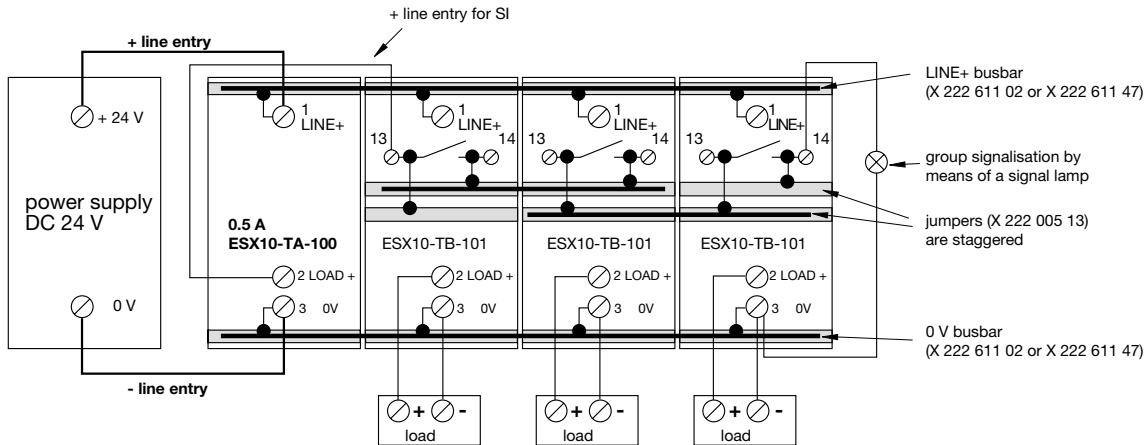 + line entry for SI
+ line entry
LINE+ busbar
(X 222 611 02 or X 222 611 47)
+ 24 V
1
LINE+
1
LINE+
1
LINE+
1
LINE+
13
14
13
14
13
14
group signalisation by
means of a signal lamp
power supply
DC 24 V
jumpers (X 222 005 13)
are staggered
0.5 A
ESX10-TA-100
ESX10-TB-101
ESX10-TB-101
ESX10-TB-101
2 LOAD +
2 LOAD +
2 LOAD +
2 LOAD +
0 V
3 0V
3 0V
3 0V
3 0V
0 V busbar
(X 222 611 02 or X 222 611 47)
- line entry
+ -
load
+ -
load
+ -
load